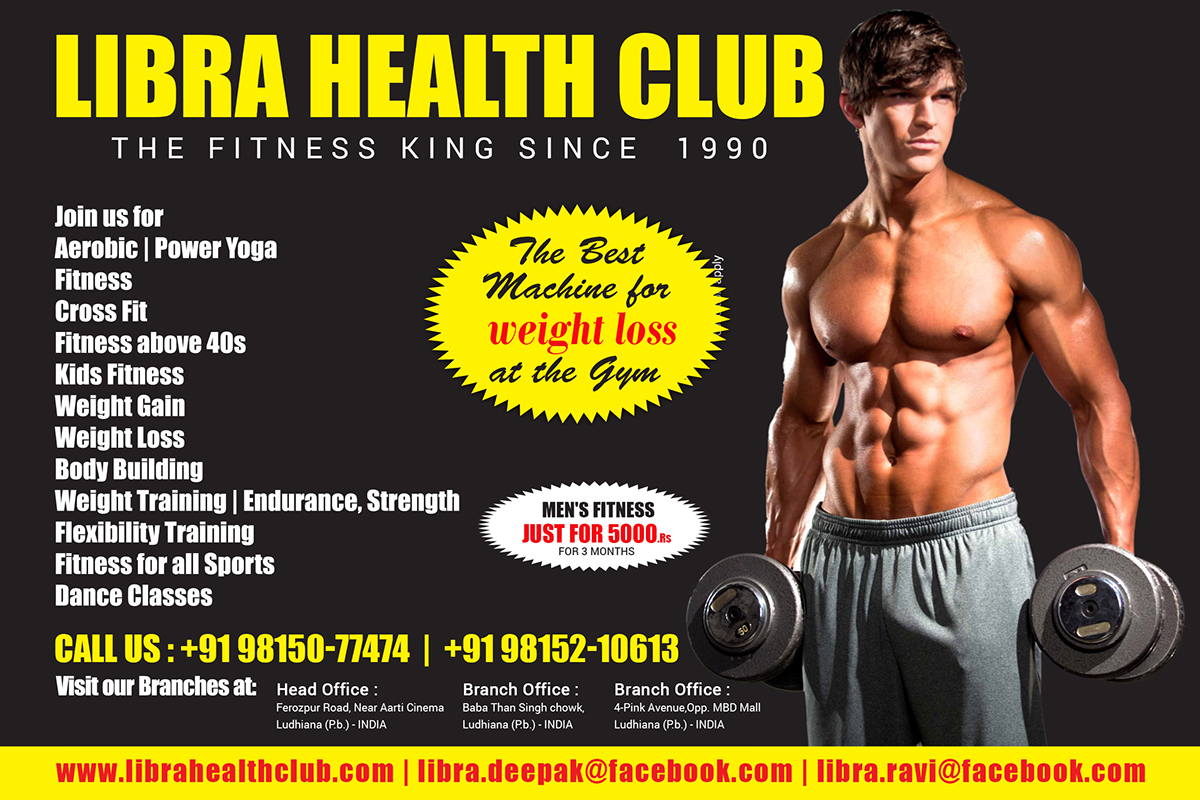 LIBRA HEALTH CLUB
THE FITNESS KING SINCE 1990
Join us for
Aerobic | Power Yoga
Fitness
Cross Fit
Fitness above 40s
Kids Fitness
Weight Gain
Weight Loss
Body Building
Weight Training | Endurance, Strength
Flexibility Training
Fitness for all Sports
Dance Classes
The Best
Machine for
weight loss
at the Gym
apply
MEN'S FITNESS
JUST FOR 5000.Rs
FOR 3 MONTHS
50
CALL US : +91 98150-77474 | +91 98152-10613
Visit our Branches at:
Head Office :
Ferozpur Road, Near Aarti Cinema
Ludhiana (P.b.) - INDIA
Branch Office :
Baba Than Singh chowk,
Ludhiana (P.b.) - INDIA
Branch Office :
4-Pink Avenue,Opp. MBD Mall
Ludhiana (P.b.) - INDIA
www.librahealthclub.com | libra.deepak@facebook.com | libra.ravi@facebook.com